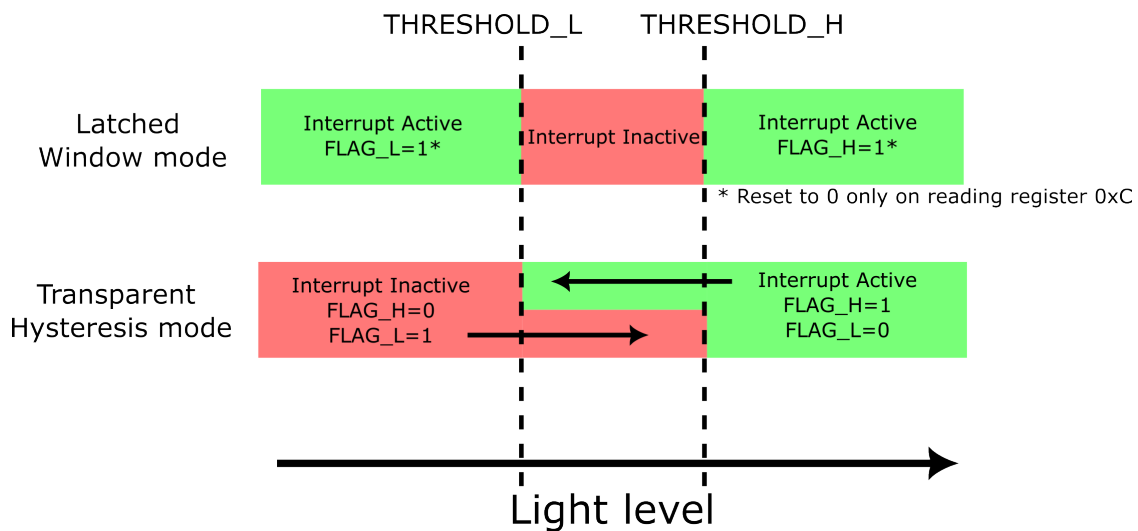 THRESHOLD_L
THRESHOLD_H
Latched
Window mode
Interrupt Active
FLAG_L=1*
Interrupt Inactive
Interrupt Active
FLAG_H=1*
* Reset to 0 only on reading register 0xC
Transparent
Hysteresis mode
Interrupt Inactive
FLAG_H=0
FLAG_L=1
Interrupt Active
FLAG_H=1
FLAG_L=0
Light level